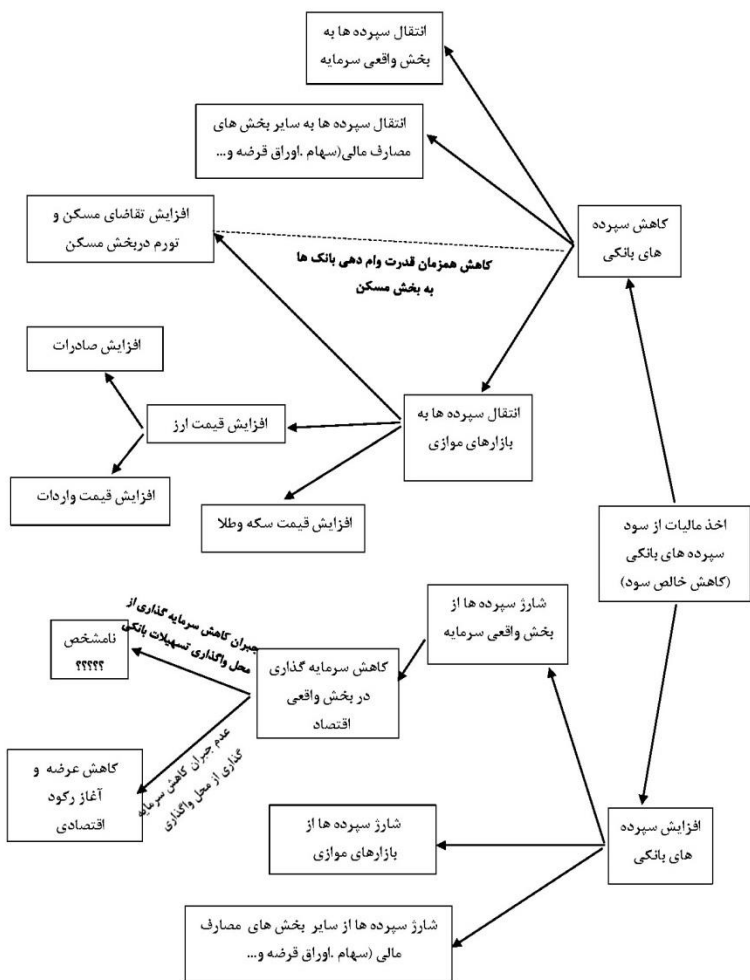 انتقال سپرده ها به
بخش واقعی سرمایه
انتقال سپرده ها به سایر بخش های
مصارف مالی(سهام .اوراق قرضه و...
افزایش تقاضای مسکن و
تورم دربخش مسکن
کاهش سپرده
های بانکی
کاهش همزمان قدرت وام دهی بانک ها
به بخش مسکن
افزایش صادرات
انتقال سپرده ها به
بازارهای موازی
افزایش قیمت ارز
افزایش قیمت واردات
افزایش قیمت سکه وطلا
اخذ مالیات از سود
سپرده های بانکی
(کاهش خالص سود)
شارژ سپرده ها از
بخش واقعی سرمایه
جبران کاهش سرمایه گذاری از
محل واگذاری تسهیلات بانکی
نامشخص
؟؟؟؟؟
کاهش سرمایه گذاری
در بخش واقعی
اقتصاد
عدم جبران کاهش سرمایه
گذاری از محل واگذاری
کاهش عرضه و
آغاز رکود
اقتصادی
افزایش سپرده
های بانکی
شارژ سپرده ها از
بازارهای موازی
شارژ سپرده ها از سایر بخش های مصارف
مالی (سهام .اوراق قرضه و...